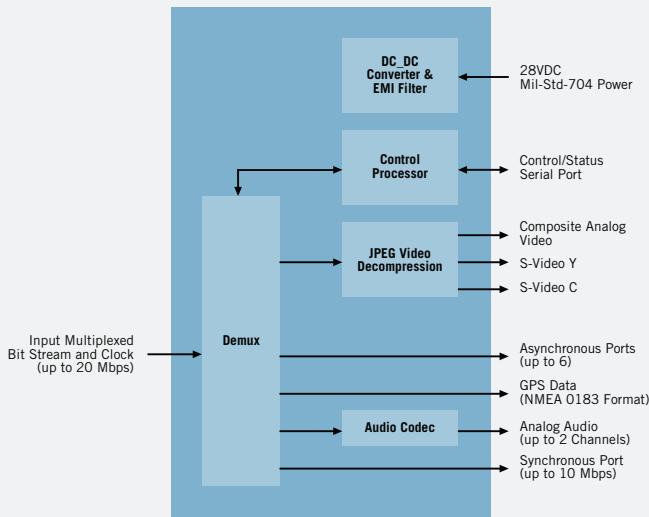 DC_DC
Converter &
EMI Filter
28VDC
Mil-Std-704 Power
Control
Processor
Control/Status
Serial Port
JPEG Video
Decompression
Composite Analog
Video
S-Video Y
S-Video C
Input Multiplexed
Bit Stream and Clock
(up to 20 Mbps)
Demux
Asynchronous Ports
(up to 6)
GPS Data
(NMEA 0183 Format)
Audio Codec
Analog Audio
(up to 2 Channels)
Synchronous Port
(up to 10 Mbps)